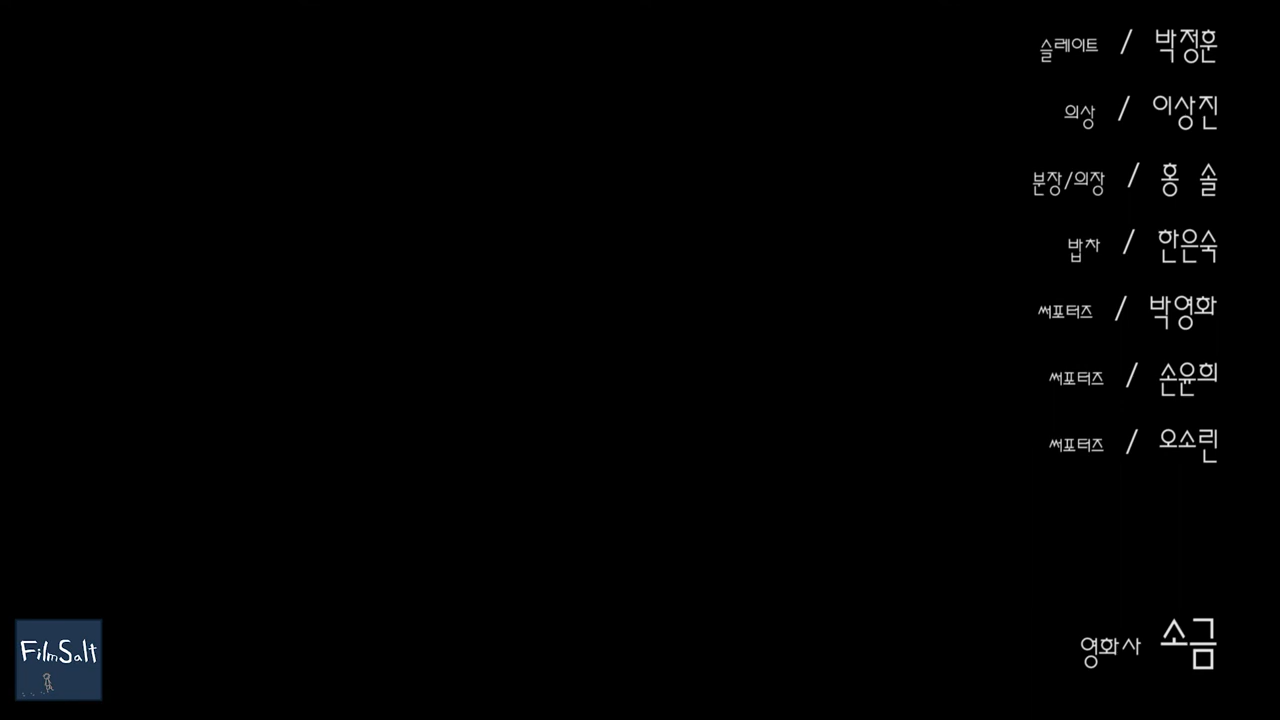 슬레이트 / 박정훈
의상 / 이상진
분장/의장 / 홍 솔
밥차 / 한은숙
써포터즈 / 박영화
써포터즈 / 손윤희
써포터즈 / 오소린
영화사 소금
FilmSalt